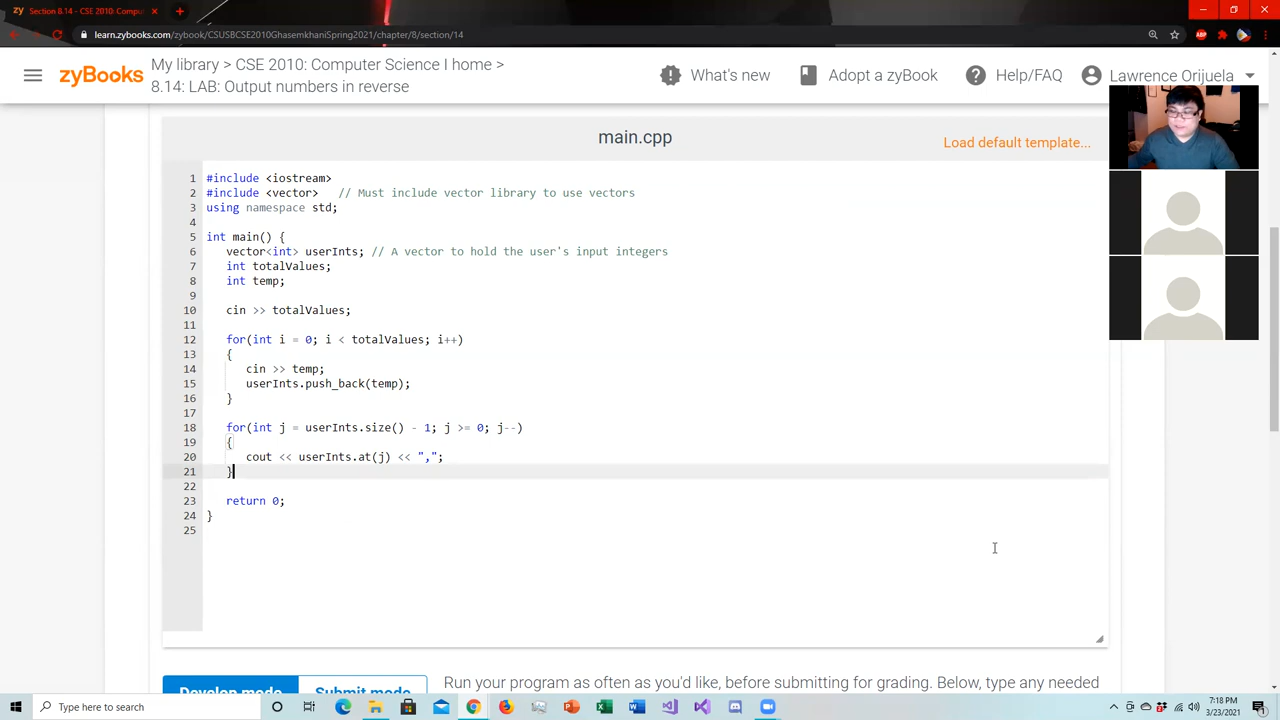 zy Section 8.14 - CSE 2010: Comput
learn.zybooks.com/zybook/CSUSBCSE2010GhasemkhaniSpring2021/chapter/8/section/14
zyBooks
My library > CSE 2010: Computer Science I home >
8.14: LAB: Output numbers in reverse
What's new
Adopt a zyBook
Help/FAQ
Lawrence Orijuela
main.cpp
Load default template...
1 #include <iostream>
2 #include <vector>   // Must include vector library to use vectors
3 using namespace std;
4
5 int main() {
6    vector<int> userInts; // A vector to hold the user's input integers
7    int totalValues;
8    int temp;
9
10    cin >> totalValues;
11
12    for(int i = 0; i < totalValues; i++)
13    {
14       cin >> temp;
15       userInts.push_back(temp);
16    }
17
18    for(int j = userInts.size() - 1; j >= 0; j--)
19    {
20       cout << userInts.at(j) << ",";
21    }
22
23    return 0;
24 }
25
Develop mode
Submit mode
Run your program as often as you'd like, before submitting for grading. Below, type any needed
Type here to search
7:18 PM
3/23/2021